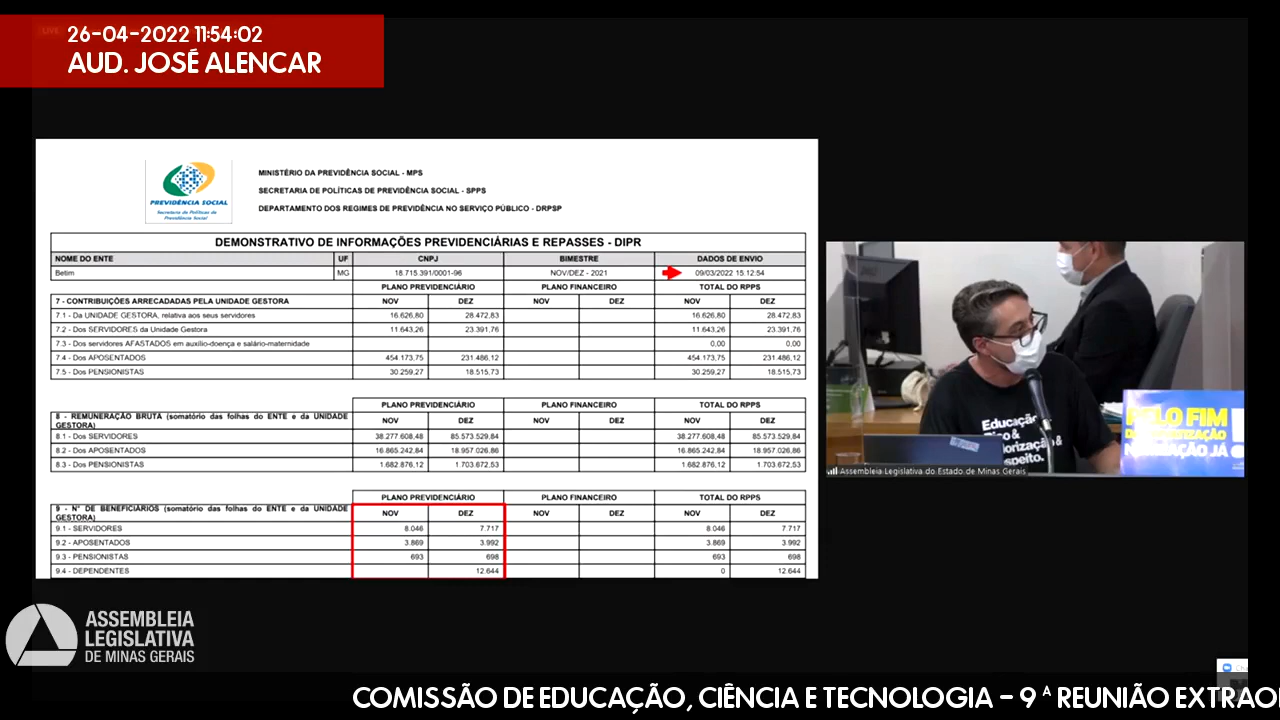 26-04-2022 11:54:02
AUD. JOSÉ ALENCAR
PREVIDÊNCIA SOCIAL
Secretaria de Políticas de
Previdência Social
MINISTÉRIO DA PREVIDÊNCIA SOCIAL - MPS
SECRETARIA DE POLÍTICAS DE PREVIDÊNCIA SOCIAL - SPPS
DEPARTAMENTO DOS REGIMES DE PREVIDÊNCIA NO SERVIÇO PÚBLICO - DRPSP
DEMONSTRATIVO DE INFORMAÇÕES PREVIDENCIÁRIAS E REPASSES - DIPR
NOME DO ENTE UF CNPJ BIMESTRE DADOS DE ENVIO
Betim MG 18.715.391/0001-96 NOV/DEZ - 2021 09/03/2022 15:12:54
PLANO PREVIDENCIÁRIO PLANO FINANCEIRO TOTAL DO RPPS
7 - CONTRIBUIÇÕES ARRECADADAS PELA UNIDADE GESTORA NOV DEZ NOV DEZ NOV DEZ
7.1 - Da UNIDADE GESTORA, relativa aos seus servidores 16.626,80 28.472,83 16.626,80 28.472,83
7.2 - Dos SERVIDORES da Unidade Gestora 11.643,26 23.391,76 11.643,26 23.391,76
7.3 - Dos servidores AFASTADOS em auxílio-doença e salário-maternidade 0,00 0,00
7.4 - Dos APOSENTADOS 454.173,75 231.486,12 454.173,75 231.486,12
7.5 - Dos PENSIONISTAS 30.259,27 18.515,73 30.259,27 18.515,73
PLANO PREVIDENCIÁRIO PLANO FINANCEIRO TOTAL DO RPPS
8 - REMUNERAÇÃO BRUTA (somatório das folhas do ENTE e da UNIDADE
GESTORA) NOV DEZ NOV DEZ NOV DEZ
8.1 - Dos SERVIDORES 38.277.608,48 85.573.529,84 38.277.608,48 85.573.529,84
8.2 - Dos APOSENTADOS 16.865.242,84 18.957.026,86 16.865.242,84 18.957.026,86
8.3 - Dos PENSIONISTAS 1.682.876,12 1.703.672,53 1.682.876,12 1.703.672,53
PLANO PREVIDENCIÁRIO PLANO FINANCEIRO TOTAL DO RPPS
9 - N° DE BENEFICIÁRIOS (somatório das folhas do ENTE e da UNIDADE
GESTORA) NOV DEZ NOV DEZ NOV DEZ
9.1 - SERVIDORES 8.046 7.717 8.046 7.717
9.2 - APOSENTADOS 3.869 3.992 3.869 3.992
9.3 - PENSIONISTAS 693 698 693 698
9.4 - DEPENDENTES 12.644 0 12.644
Educação
&
speito.
PELO FIM
JÁ
Assembleia Legislativa do Estado de Minas Gerais
ASSEMBLEIA
LEGISLATIVA
DE MINAS GERAIS
COMISSÃO DE EDUCAÇÃO, CIÊNCIA E TECNOLOGIA - 9 ª REUNIÃO EXTRAO